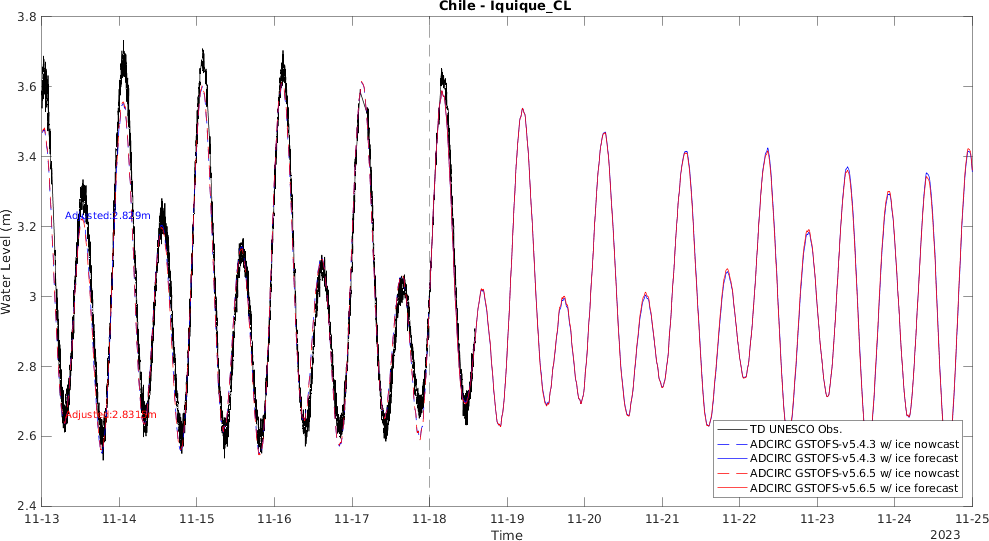 Chile - Iquique_CL
3.8
3.6
3.4
3.2
3
2.8
2.6
2.4
Water Level (m)
Adjusted:2.829m
Adjusted:2.8312m
TD UNESCO Obs.
ADCIRC GSTOFS-v5.4.3 w/ ice nowcast
ADCIRC GSTOFS-v5.4.3 w/ ice forecast
ADCIRC GSTOFS-v5.6.5 w/ ice nowcast
ADCIRC GSTOFS-v5.6.5 w/ ice forecast
11-13 11-14 11-15 11-16 11-17 11-18 11-19 11-20 11-21 11-22 11-23 11-24 11-25
Time
2023